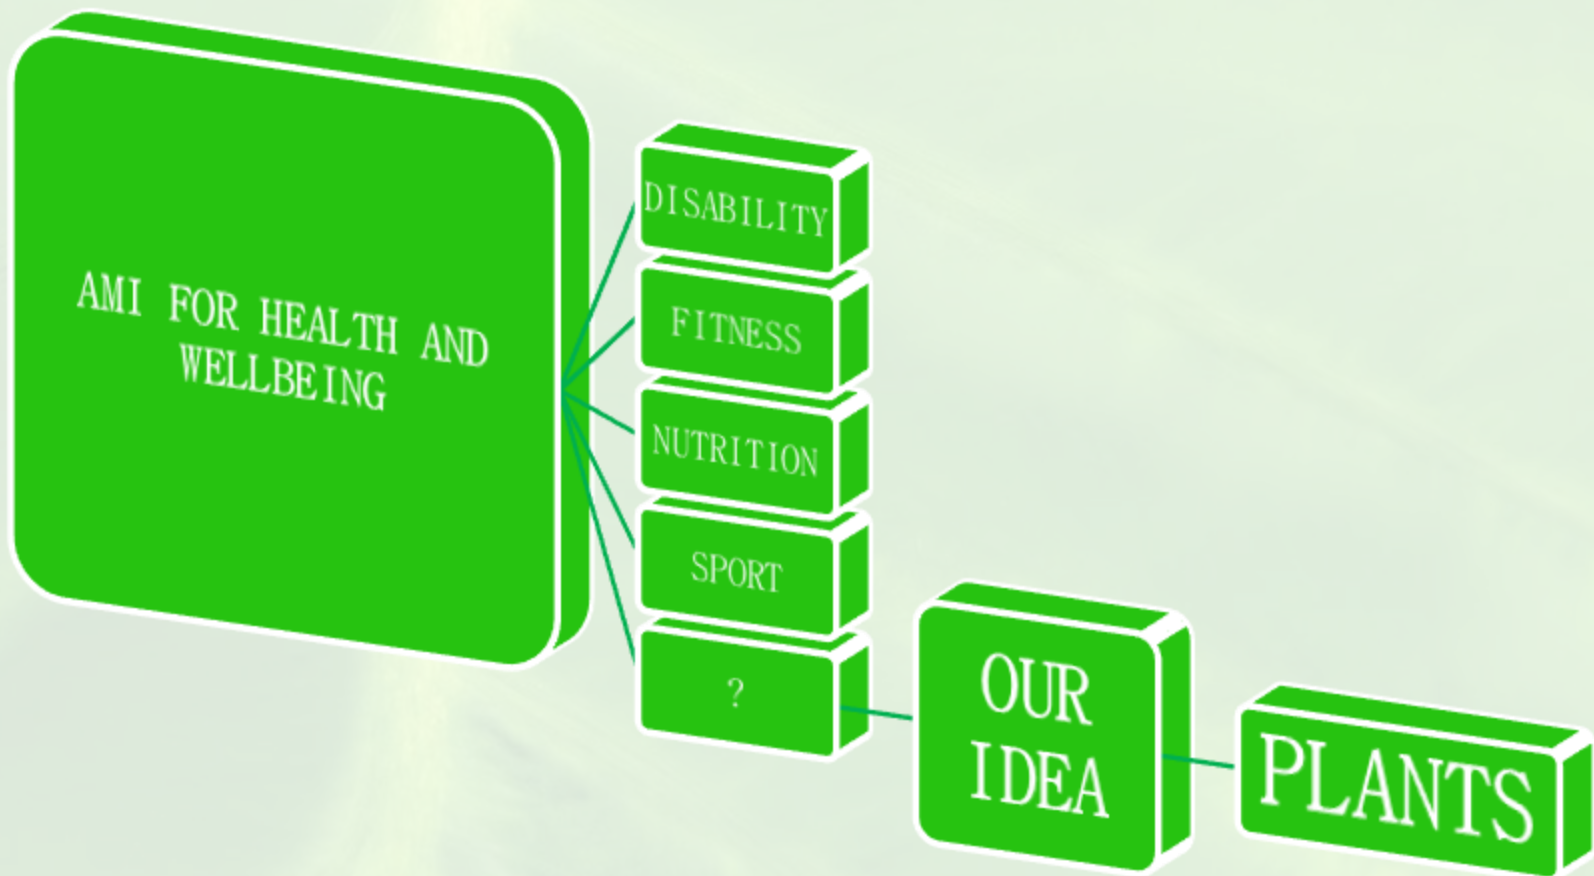 AMI FOR HEALTH AND
WELLBEING
DISABILITY
FITNESS
NUTRITION
SPORT
?
OUR
IDEA
PLANTS